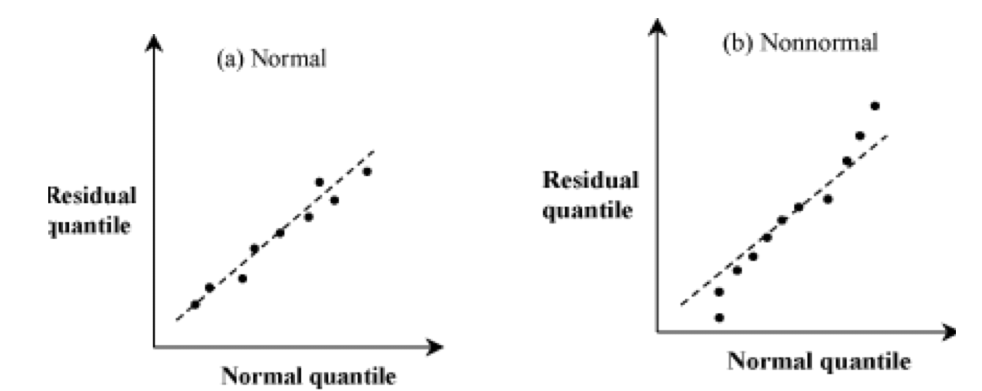 (a) Normal
Residual
quantile
Normal quantile
(b) Nonnormal
Residual
quantile
Normal quantile